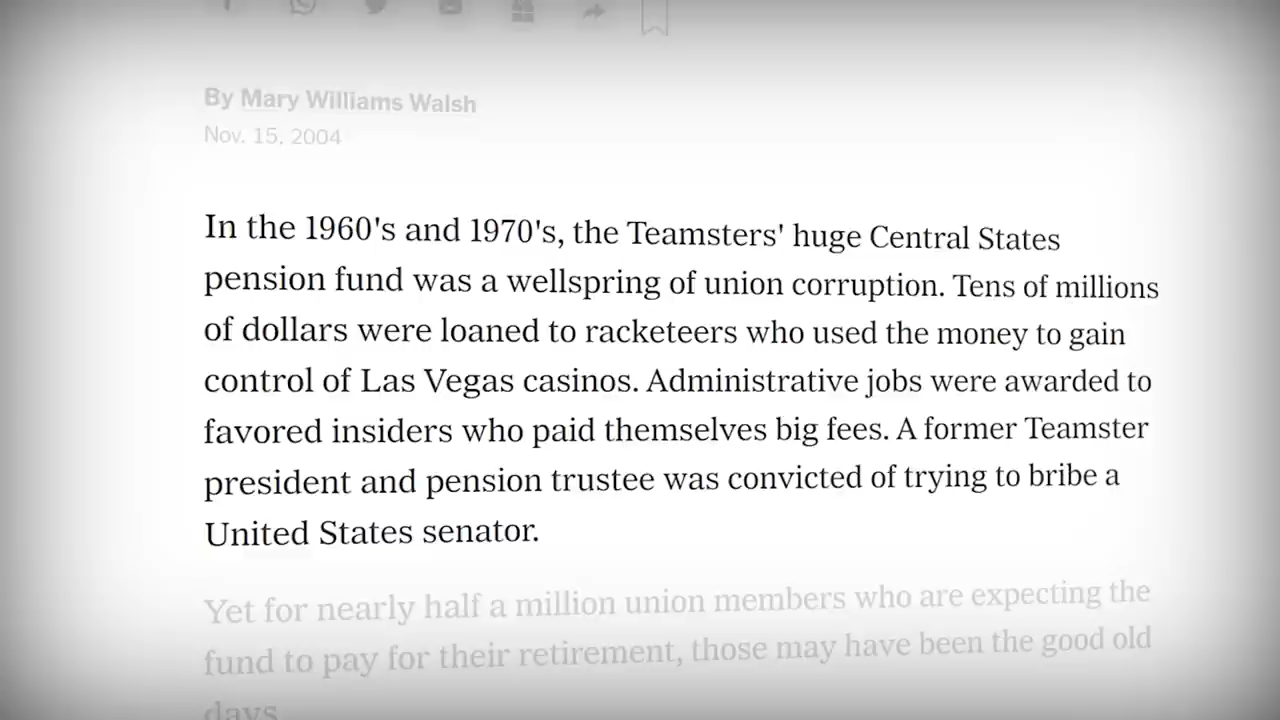 By Mary Williams Walsh
Nov. 15, 2004
In the 1960's and 1970's, the Teamsters' huge Central States
pension fund was a wellspring of union corruption. Tens of millions
of dollars were loaned to racketeers who used the money to gain
control of Las Vegas casinos. Administrative jobs were awarded to
favored insiders who paid themselves big fees. A former Teamster
president and pension trustee was convicted of trying to bribe a
United States senator.
Yet for nearly half a million union members who are expecting the
fund to pay for their retirement, those may have been the good old
days.